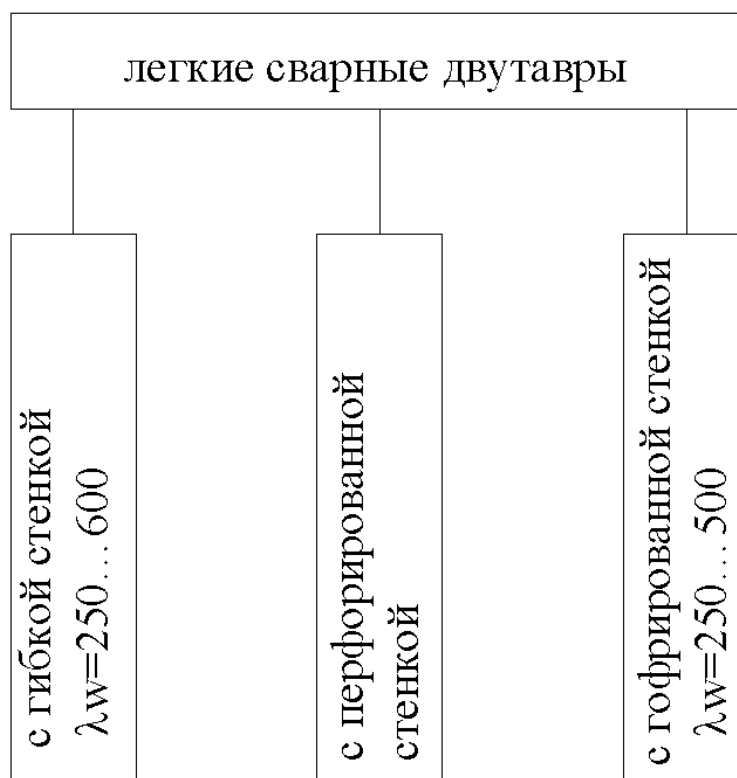 легкие сварные двутавры
с гибкой стенкой
λw=250...600
с перфорированной
стенкой
с гофрированной стенкой
λw=250...500